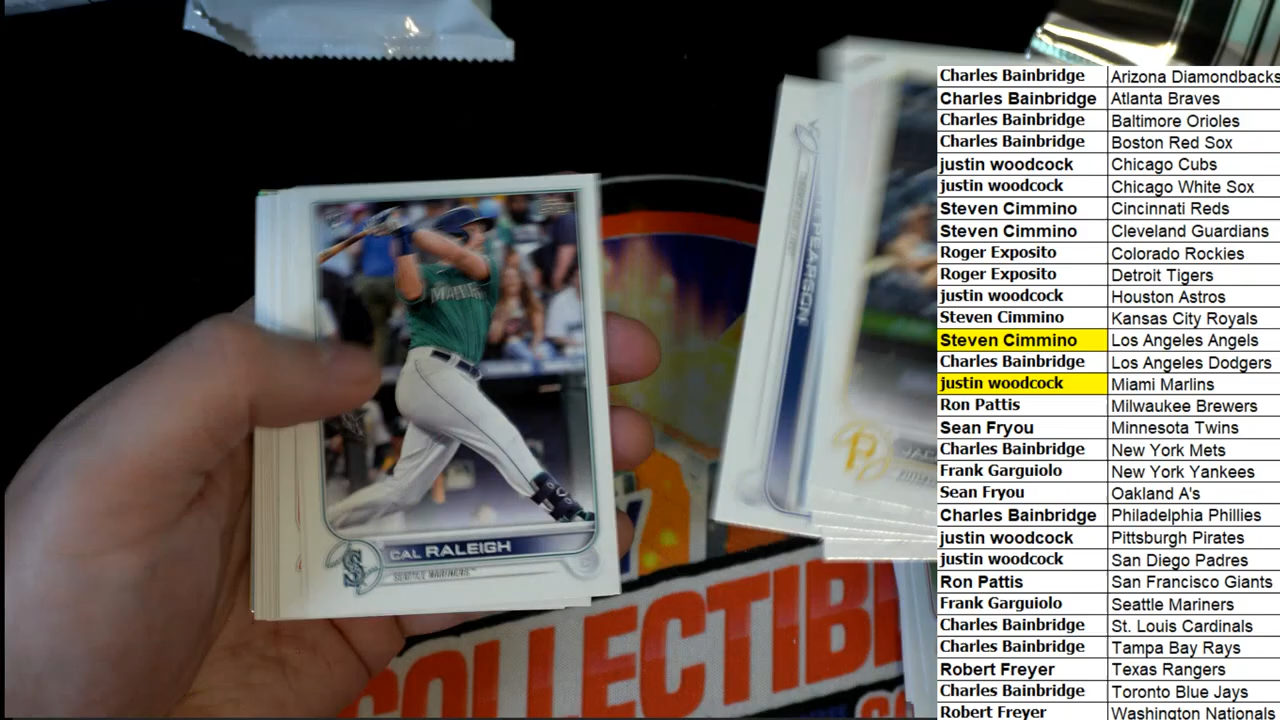 MARINERS
CAL RALEIGH
SEATTLE MARINERS™
PEARSON
COLLECTIBL
Charles Bainbridge Arizona Diamondbacks
Charles Bainbridge Atlanta Braves
Charles Bainbridge Baltimore Orioles
Charles Bainbridge Boston Red Sox
justin woodcock Chicago Cubs
justin woodcock Chicago White Sox
Steven Cimmino Cincinnati Reds
Steven Cimmino Cleveland Guardians
Roger Exposito Colorado Rockies
Roger Exposito Detroit Tigers
justin woodcock Houston Astros
Steven Cimmino Kansas City Royals
Steven Cimmino Los Angeles Angels
Charles Bainbridge Los Angeles Dodgers
justin woodcock Miami Marlins
Ron Pattis Milwaukee Brewers
Sean Fryou Minnesota Twins
Charles Bainbridge New York Mets
Frank Garguiolo New York Yankees
Sean Fryou Oakland A's
Charles Bainbridge Philadelphia Phillies
justin woodcock Pittsburgh Pirates
justin woodcock San Diego Padres
Ron Pattis San Francisco Giants
Frank Garguiolo Seattle Mariners
Charles Bainbridge St. Louis Cardinals
Charles Bainbridge Tampa Bay Rays
Robert Freyer Texas Rangers
Charles Bainbridge Toronto Blue Jays
Robert Freyer Washington Nationals